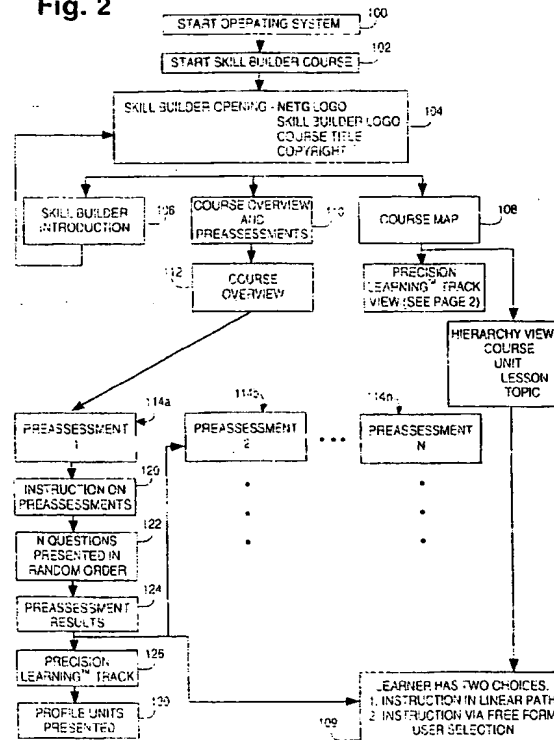 Fig. 2
START OPERATING SYSTEM
100
START SKILL BUILDER COURSE
102
SKILL BUILDER OPENING - NETG LOGO
SKILL BUILDER LOGO
COURSE TITLE
COPYRIGHT
104
SKILL BUILDER
INTRODUCTION
106
COURSE OVERVIEW
AND
PREASSESSMENTS
110
COURSE MAP
108
112
COURSE
OVERVIEW
PRECISION
LEARNING™ TRACK
VIEW (SEE PAGE 2)
HIERARCHY VIEW
COURSE
UNIT
LESSON
TOPIC
114a
PREASSESSMENT
1
114b
PREASSESSMENT
2
114n
PREASSESSMENT
N
120
INSTRUCTION ON
PREASSESSMENTS
122
N QUESTIONS
PRESENTED IN
RANDOM ORDER
124
PREASSESSMENT
RESULTS
126
PRECISION
LEARNING™ TRACK
130
PROFILE UNITS
PRESENTED
LEARNER HAS TWO CHOICES.
1. INSTRUCTION IN LINEAR PATH
2. INSTRUCTION VIA FREE FORM
USER SELECTION
109